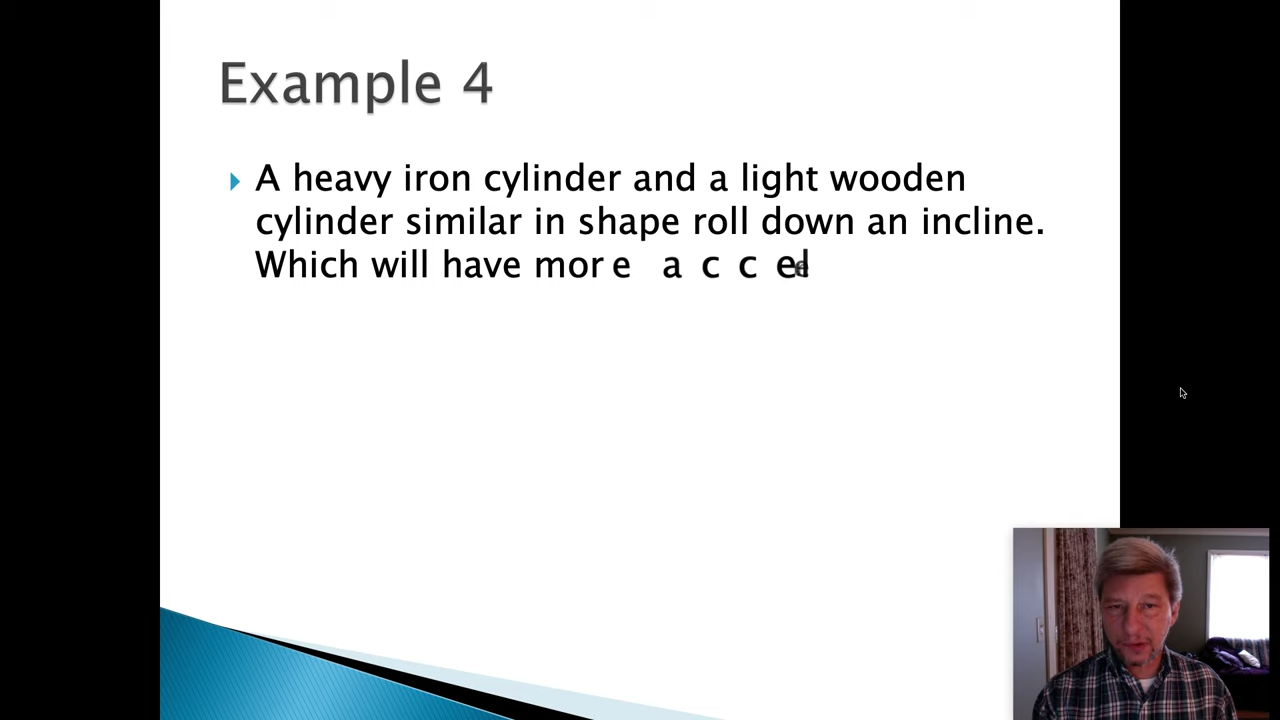 Example 4
A heavy iron cylinder and a light wooden
cylinder similar in shape roll down an incline.
Which will have more